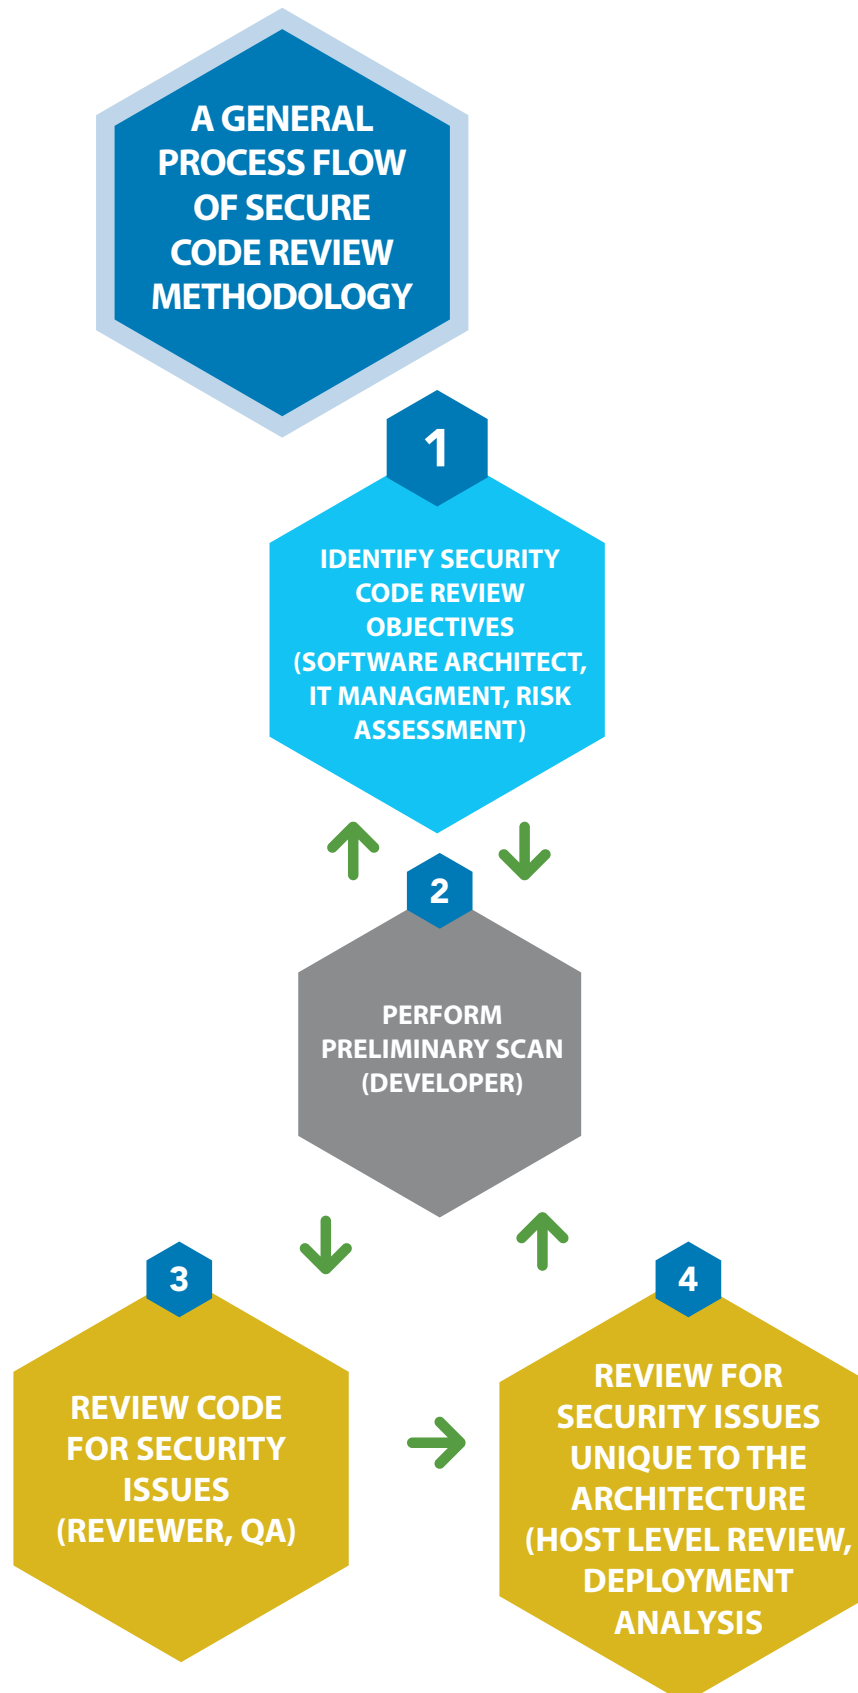 A GENERAL
PROCESS FLOW
OF SECURE
CODE REVIEW
METHODOLOGY
1
IDENTIFY SECURITY
CODE REVIEW
OBJECTIVES
(SOFTWARE ARCHITECT,
IT MANAGMENT, RISK
ASSESSMENT)
2
PERFORM
PRELIMINARY SCAN
(DEVELOPER)
3
REVIEW CODE
FOR SECURITY
ISSUES
(REVIEWER, QA)
4
REVIEW FOR
SECURITY ISSUES
UNIQUE TO THE
ARCHITECTURE
(HOST LEVEL REVIEW,
DEPLOYMENT
ANALYSIS